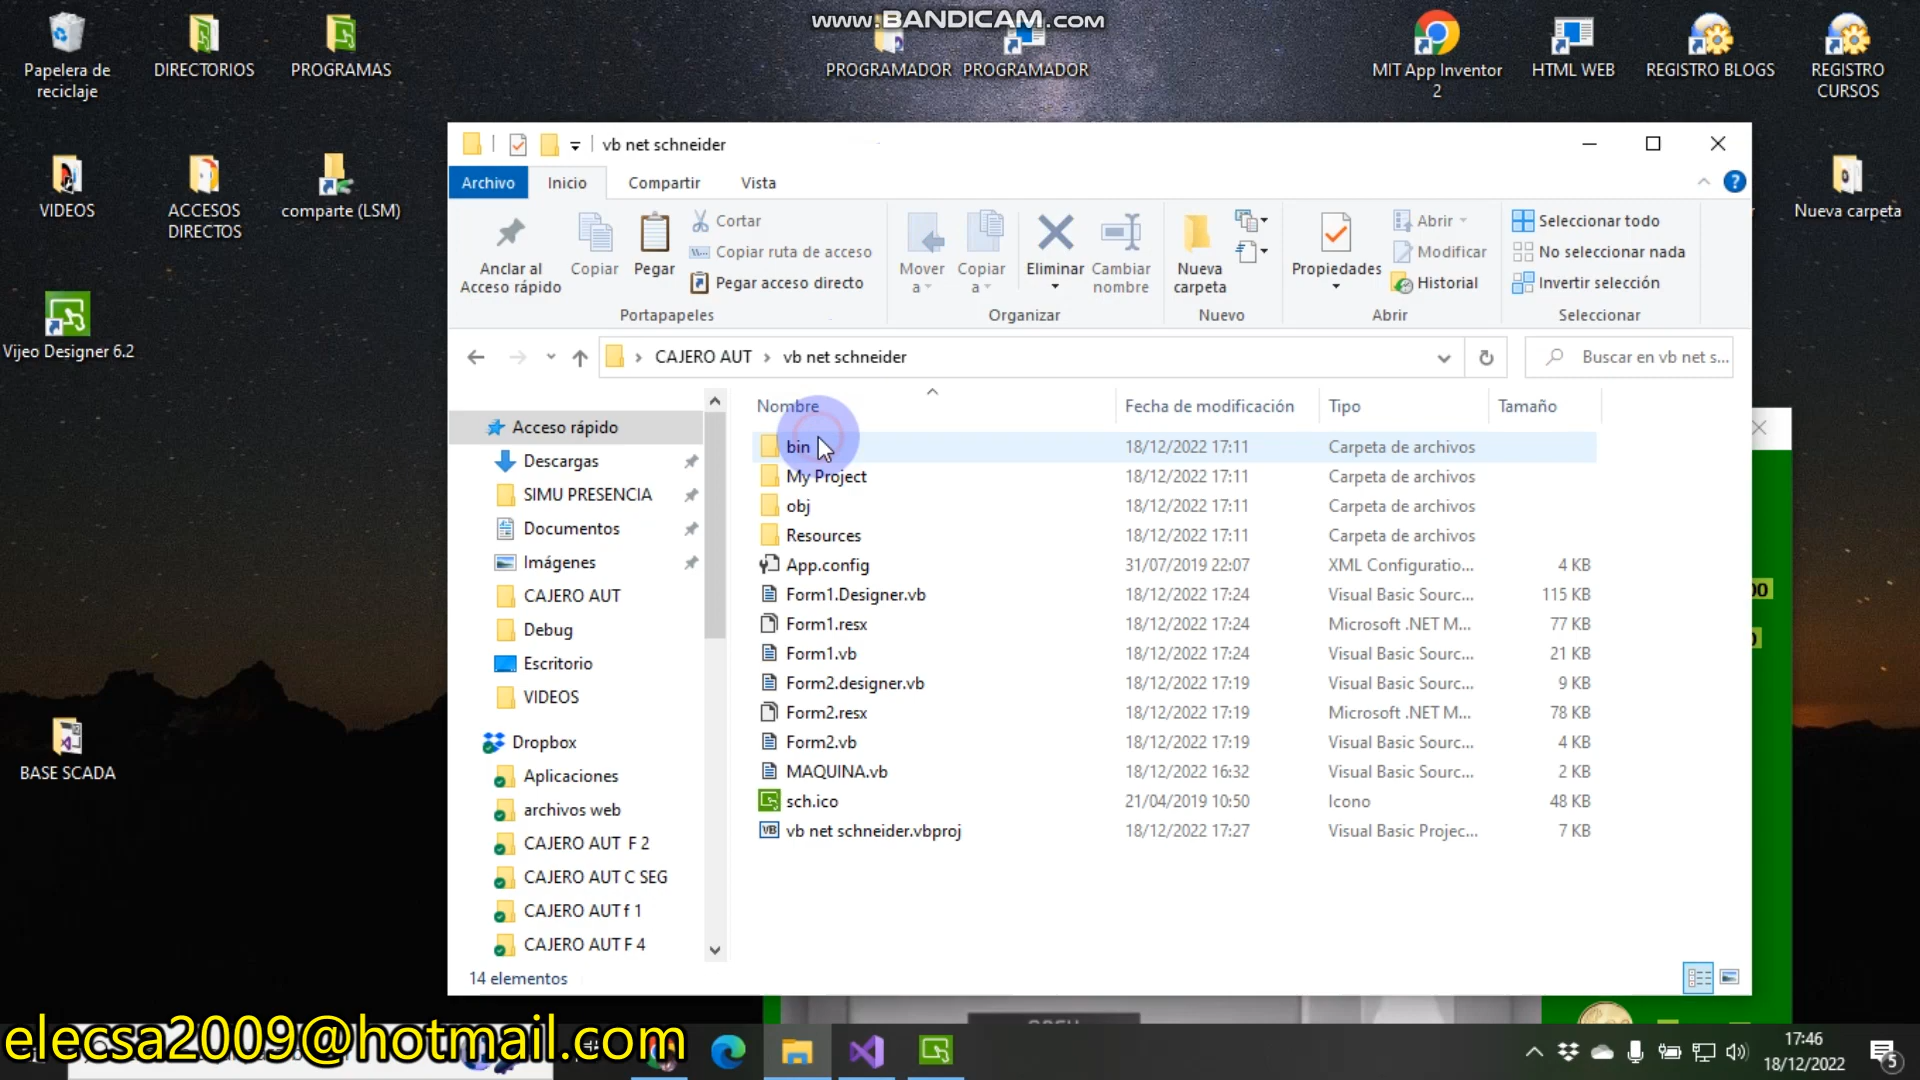 www.BANDICAM.com
Papelera de
reciclaje
DIRECTORIOS
PROGRAMAS
PROGRAMADOR
PROGRAMADOR
MIT App Inventor
2
HTML WEB
REGISTRO BLOGS
REGISTRO
CURSOS
VIDEOS
ACCESOS
DIRECTOS
comparte (LSM)
Nueva carpeta
Vijeo Designer 6.2
BASE SCADA
vb net schneider
Archivo
Inicio
Compartir
Vista
Anclar al
Acceso rápido
Copiar
Pegar
Cortar
Copiar ruta de acceso
Pegar acceso directo
Portapapeles
Mover
a
Copiar
a
Eliminar
Cambiar
nombre
Organizar
Nueva
carpeta
Nuevo
Propiedades
Abrir
Modificar
Historial
Abrir
Seleccionar todo
No seleccionar nada
Invertir selección
Seleccionar
CAJERO AUT › vb net schneider
Buscar en vb net s...
Acceso rápido
Descargas
SIMU PRESENCIA
Documentos
Imágenes
CAJERO AUT
Debug
Escritorio
VIDEOS
Dropbox
Aplicaciones
archivos web
CAJERO AUT F 2
CAJERO AUT C SEG
CAJERO AUT f 1
CAJERO AUT F 4
Nombre Fecha de modificación Tipo Tamaño
bin 18/12/2022 17:11 Carpeta de archivos
My Project 18/12/2022 17:11 Carpeta de archivos
obj 18/12/2022 17:11 Carpeta de archivos
Resources 18/12/2022 17:11 Carpeta de archivos
App.config 31/07/2019 22:07 XML Configuratio... 4 KB
Form1.Designer.vb 18/12/2022 17:24 Visual Basic Sourc... 115 KB
Form1.resx 18/12/2022 17:24 Microsoft .NET M... 77 KB
Form1.vb 18/12/2022 17:24 Visual Basic Sourc... 21 KB
Form2.designer.vb 18/12/2022 17:19 Visual Basic Sourc... 9 KB
Form2.resx 18/12/2022 17:19 Microsoft .NET M... 78 KB
Form2.vb 18/12/2022 17:19 Visual Basic Sourc... 4 KB
MAQUINA.vb 18/12/2022 16:32 Visual Basic Sourc... 2 KB
sch.ico 21/04/2019 10:50 Icono 48 KB
vb net schneider.vbproj 18/12/2022 17:27 Visual Basic Projec... 7 KB
14 elementos
elecsa2009@hotmail.com
17:46
18/12/2022
5